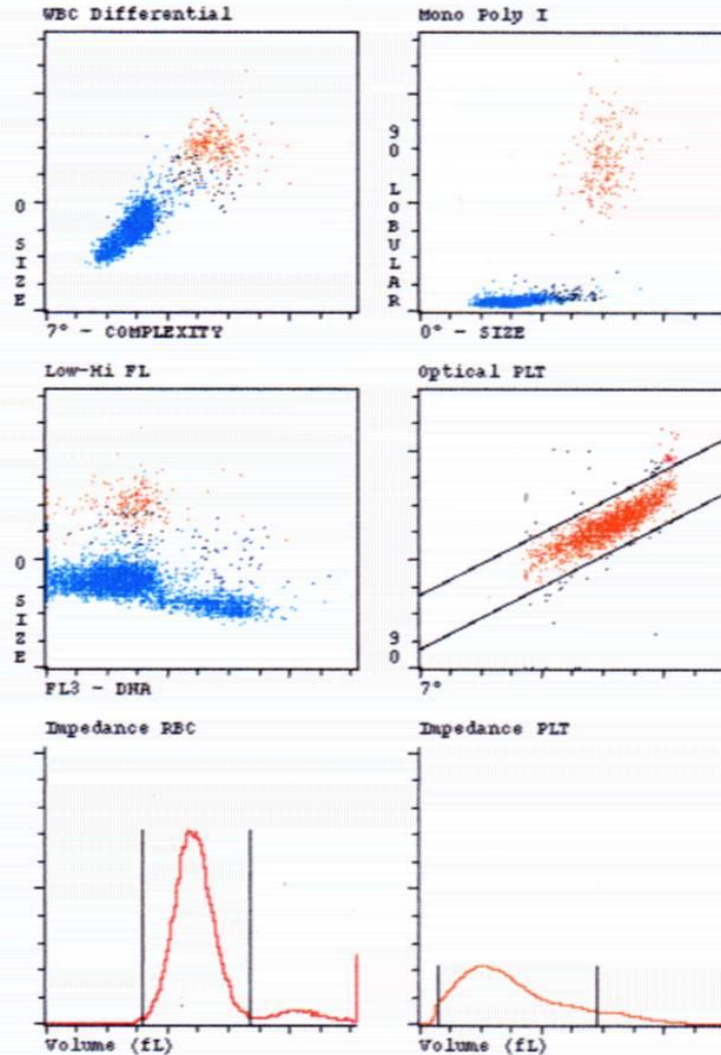 WBC Differential
0 SIZE
7° - COMPLEXITY
Mono Poly I
90 LOBULAR
0° - SIZE
Low-Hi FL
0 SIZE
FL3 - DNA
Optical PLT
90
7°
Impedance RBC
Volume (fL)
Impedance PLT
Volume (fL)